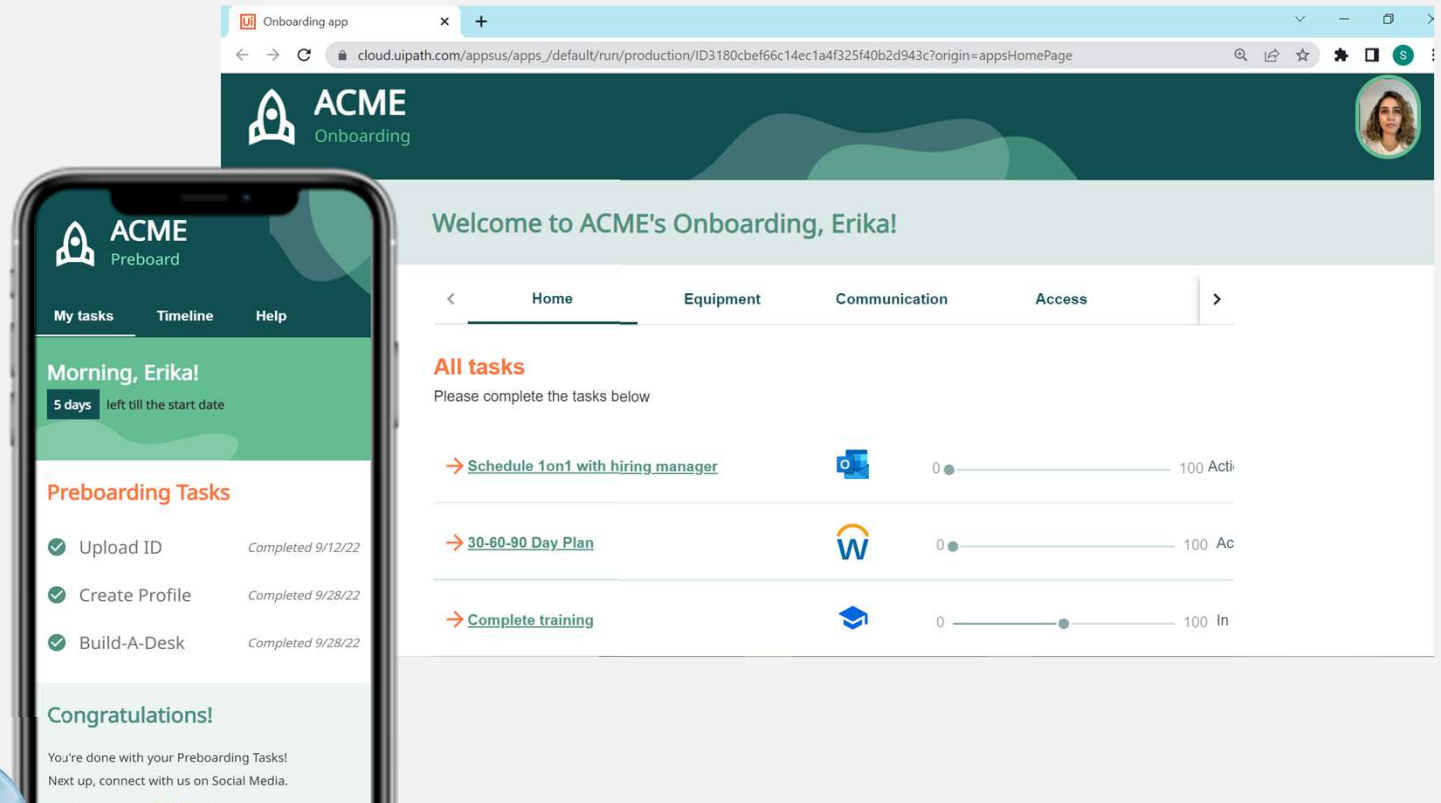 Onboarding app
cloud.uipath.com/appsus/apps_/default/run/production/ID3180cbef66c14ec1a4f325f40b2d943c?origin=appsHomePage
S
ACME
Onboarding
Welcome to ACME's Onboarding, Erika!
Home Equipment Communication Access
All tasks
Please complete the tasks below
Schedule 1on1 with hiring manager 0 100 Acti
30-60-90 Day Plan 0 100 Ac
Complete training 0 100 In
ACME
Preboard
My tasks Timeline Help
Morning, Erika!
5 days left till the start date
Preboarding Tasks
Upload ID Completed 9/12/22
Create Profile Completed 9/28/22
Build-A-Desk Completed 9/28/22
Congratulations!
You're done with your Preboarding Tasks!
Next up, connect with us on Social Media.